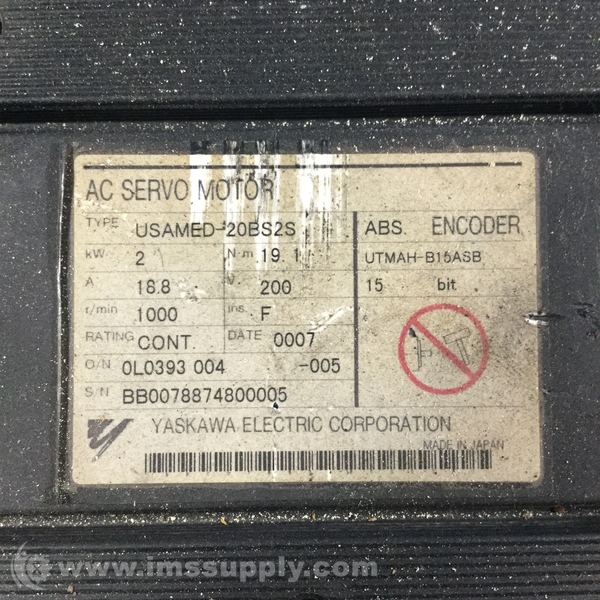 AC SERVO MOTOR
TYPE USAMED-20BS2S
kW 2 N·m 19.1
A 18.8 V 200
r/min 1000 ins. F
RATING CONT. DATE 0007
O/N 0L0393 004 -005
S/N BB0078874800005
ABS. ENCODER
UTMAH-B15ASB
15 bit
YASKAWA ELECTRIC CORPORATION
MADE IN JAPAN
www.imssupply.com